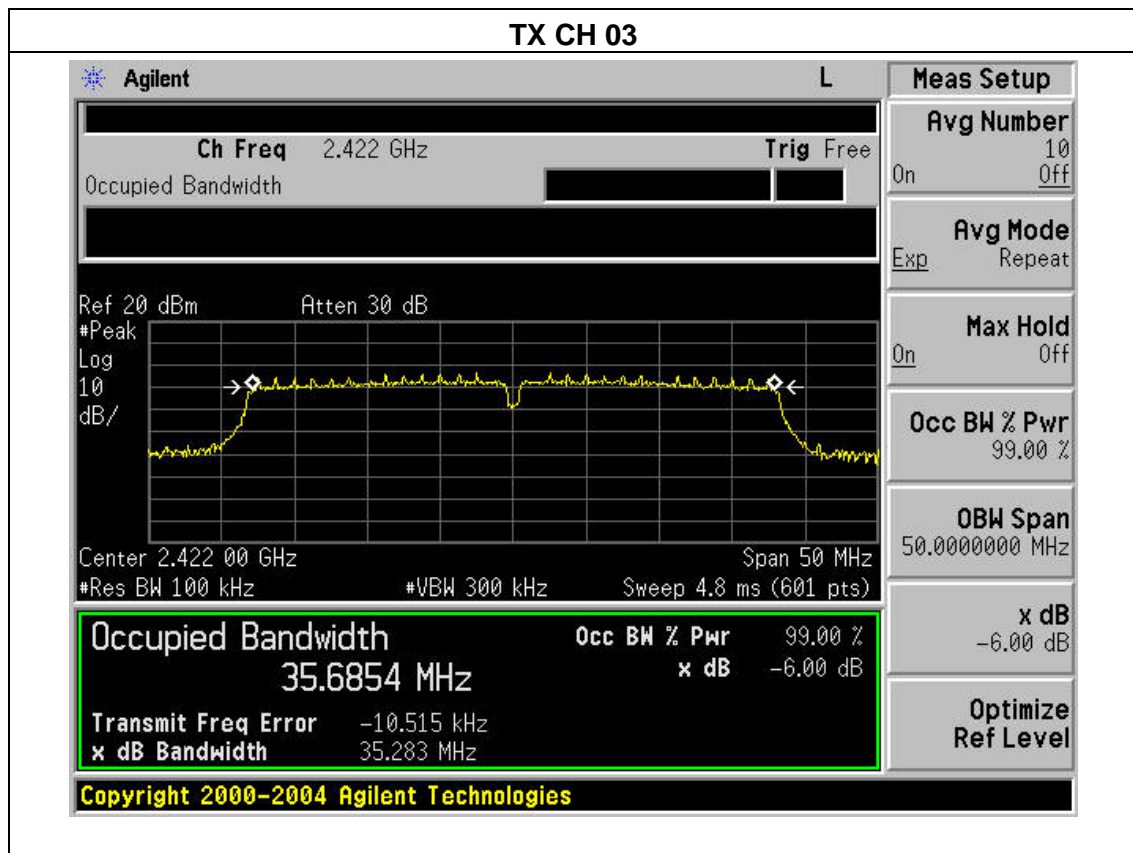 TX CH 03
Agilent L Meas Setup
Ch Freq 2.422 GHz Trig Free
Occupied Bandwidth
Avg Number
10
On Off
Avg Mode
Exp Repeat
Max Hold
On Off
Occ BW % Pwr
99.00 %
OBW Span
50.0000000 MHz
x dB
-6.00 dB
Optimize
Ref Level
Ref 20 dBm Atten 30 dB
#Peak
Log
10
dB/
Center 2.422 00 GHz Span 50 MHz
#Res BW 100 kHz #VBW 300 kHz Sweep 4.8 ms (601 pts)
Occupied Bandwidth Occ BW % Pwr 99.00 %
35.6854 MHz x dB -6.00 dB
Transmit Freq Error -10.515 kHz
x dB Bandwidth 35.283 MHz
Copyright 2000-2004 Agilent Technologies